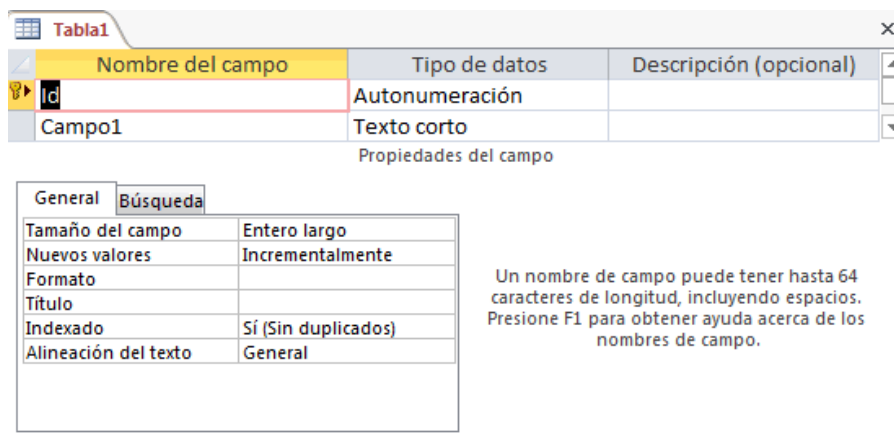 Tabla1
Nombre del campo Tipo de datos Descripción (opcional)
Id Autonumeración
Campo1 Texto corto
Propiedades del campo
General Búsqueda
Tamaño del campo Entero largo
Nuevos valores Incrementalmente
Formato
Título
Indexado Sí (Sin duplicados)
Alineación del texto General
Un nombre de campo puede tener hasta 64
caracteres de longitud, incluyendo espacios.
Presione F1 para obtener ayuda acerca de los
nombres de campo.